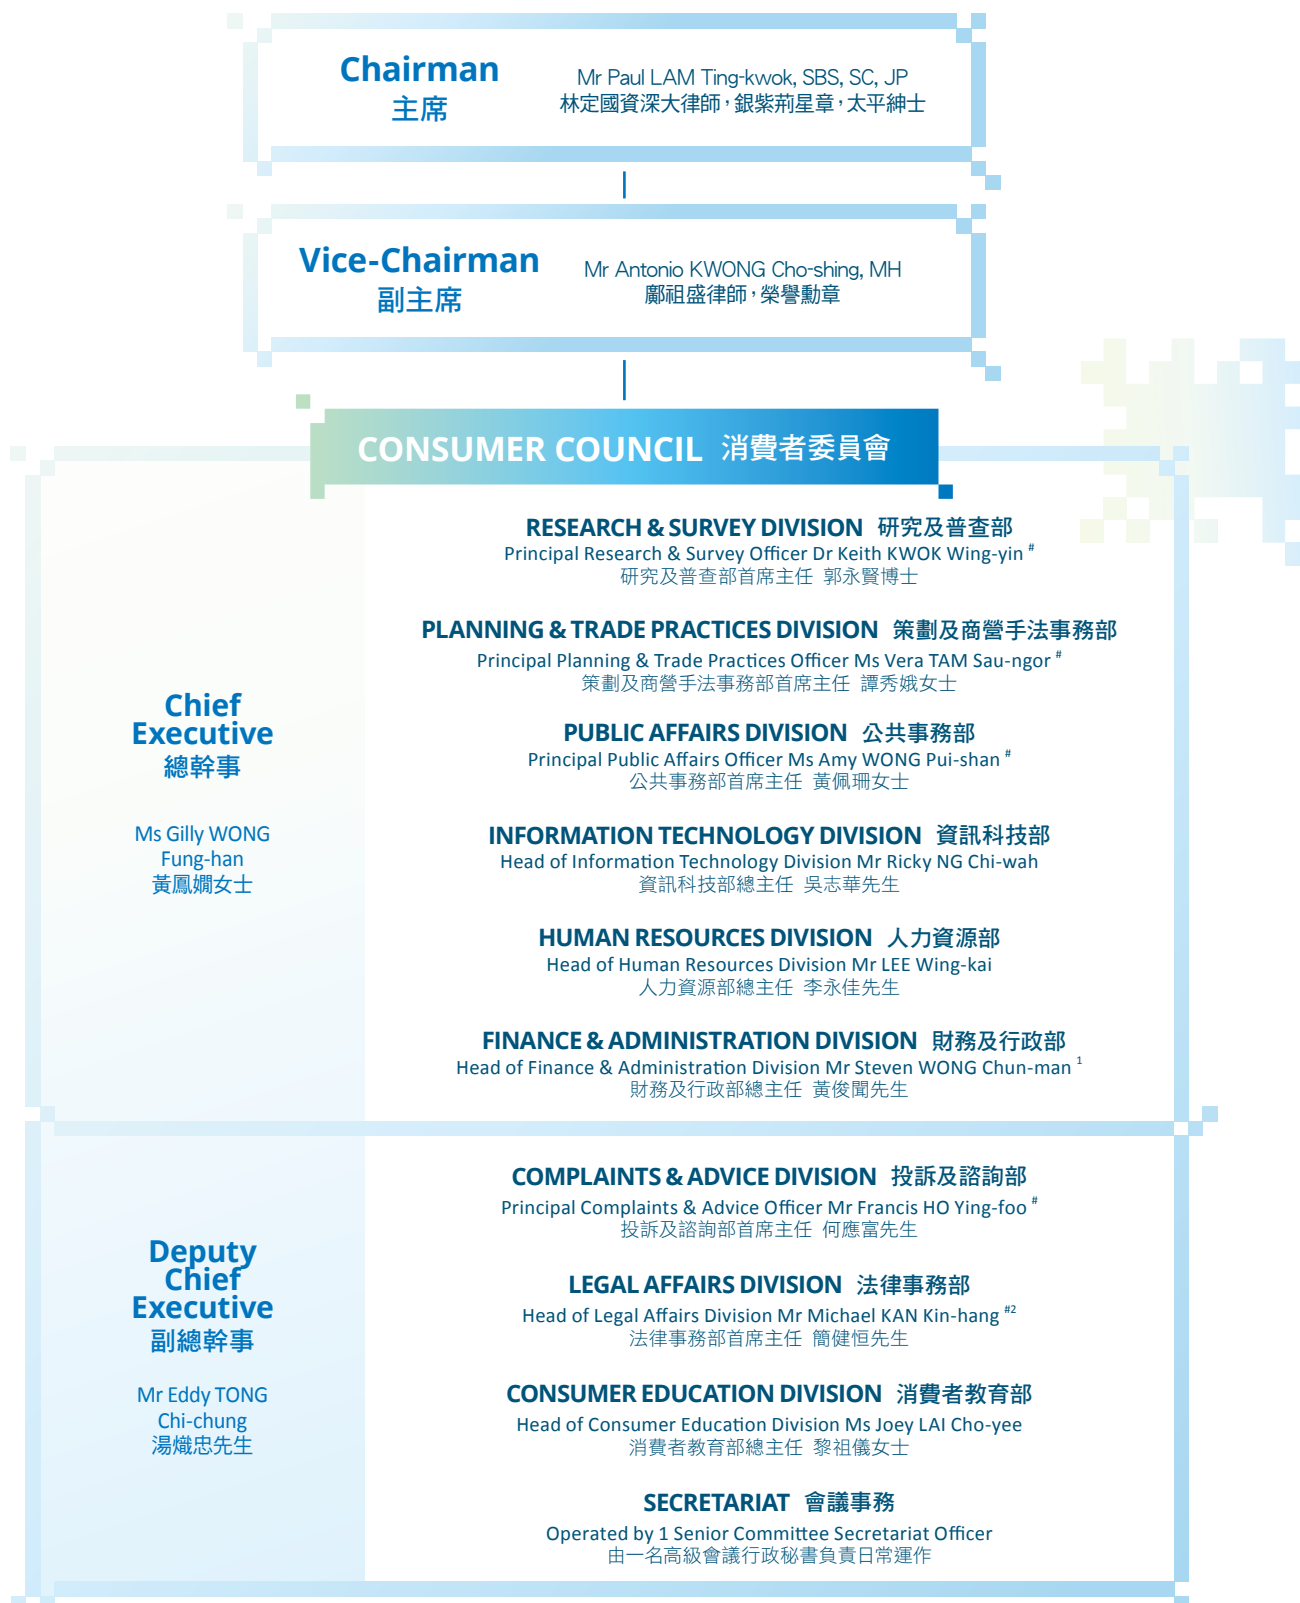 Chairman
主席
Mr Paul LAM Ting-kwok, SBS, SC, JP
林定國資深大律師，銀紫荊星章，太平紳士
Vice-Chairman
副主席
Mr Antonio KWONG Cho-shing, MH
鄺祖盛律師，榮譽勳章
CONSUMER COUNCIL 消費者委員會
Chief
Executive
總幹事
Ms Gilly WONG
Fung-han
黃鳳嫺女士
RESEARCH & SURVEY DIVISION 研究及普查部
Principal Research & Survey Officer Dr Keith KWOK Wing-yin #
研究及普查部首席主任 郭永賢博士
PLANNING & TRADE PRACTICES DIVISION 策劃及商營手法事務部
Principal Planning & Trade Practices Officer Ms Vera TAM Sau-ngor #
策劃及商營手法事務部首席主任 譚秀娥女士
PUBLIC AFFAIRS DIVISION 公共事務部
Principal Public Affairs Officer Ms Amy WONG Pui-shan #
公共事務部首席主任 黃佩珊女士
INFORMATION TECHNOLOGY DIVISION 資訊科技部
Head of Information Technology Division Mr Ricky NG Chi-wah
資訊科技部總主任 吳志華先生
HUMAN RESOURCES DIVISION 人力資源部
Head of Human Resources Division Mr LEE Wing-kai
人力資源部總主任 李永佳先生
FINANCE & ADMINISTRATION DIVISION 財務及行政部
Head of Finance & Administration Division Mr Steven WONG Chun-man 1
財務及行政部總主任 黃俊聞先生
Deputy
Chief
Executive
副總幹事
Mr Eddy TONG
Chi-chung
湯熾忠先生
COMPLAINTS & ADVICE DIVISION 投訴及諮詢部
Principal Complaints & Advice Officer Mr Francis HO Ying-foo #
投訴及諮詢部首席主任 何應富先生
LEGAL AFFAIRS DIVISION 法律事務部
Head of Legal Affairs Division Mr Michael KAN Kin-hang #2
法律事務部首席主任 簡健恒先生
CONSUMER EDUCATION DIVISION 消費者教育部
Head of Consumer Education Division Ms Joey LAI Cho-yee
消費者教育部總主任 黎祖儀女士
SECRETARIAT 會議事務
Operated by 1 Senior Committee Secretariat Officer
由一名高級會議行政秘書負責日常運作